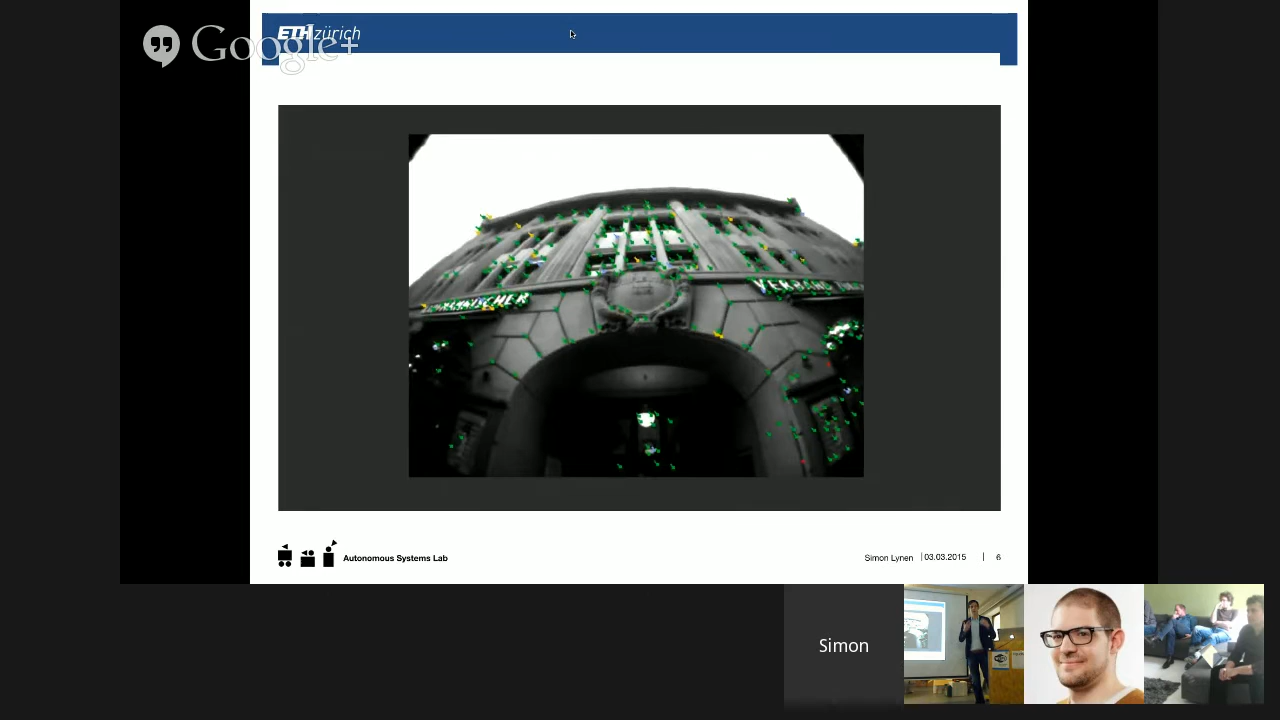 ETH zürich
Google+
Autonomous Systems Lab
Simon Lynen | 03.03.2015 | 6
Simon